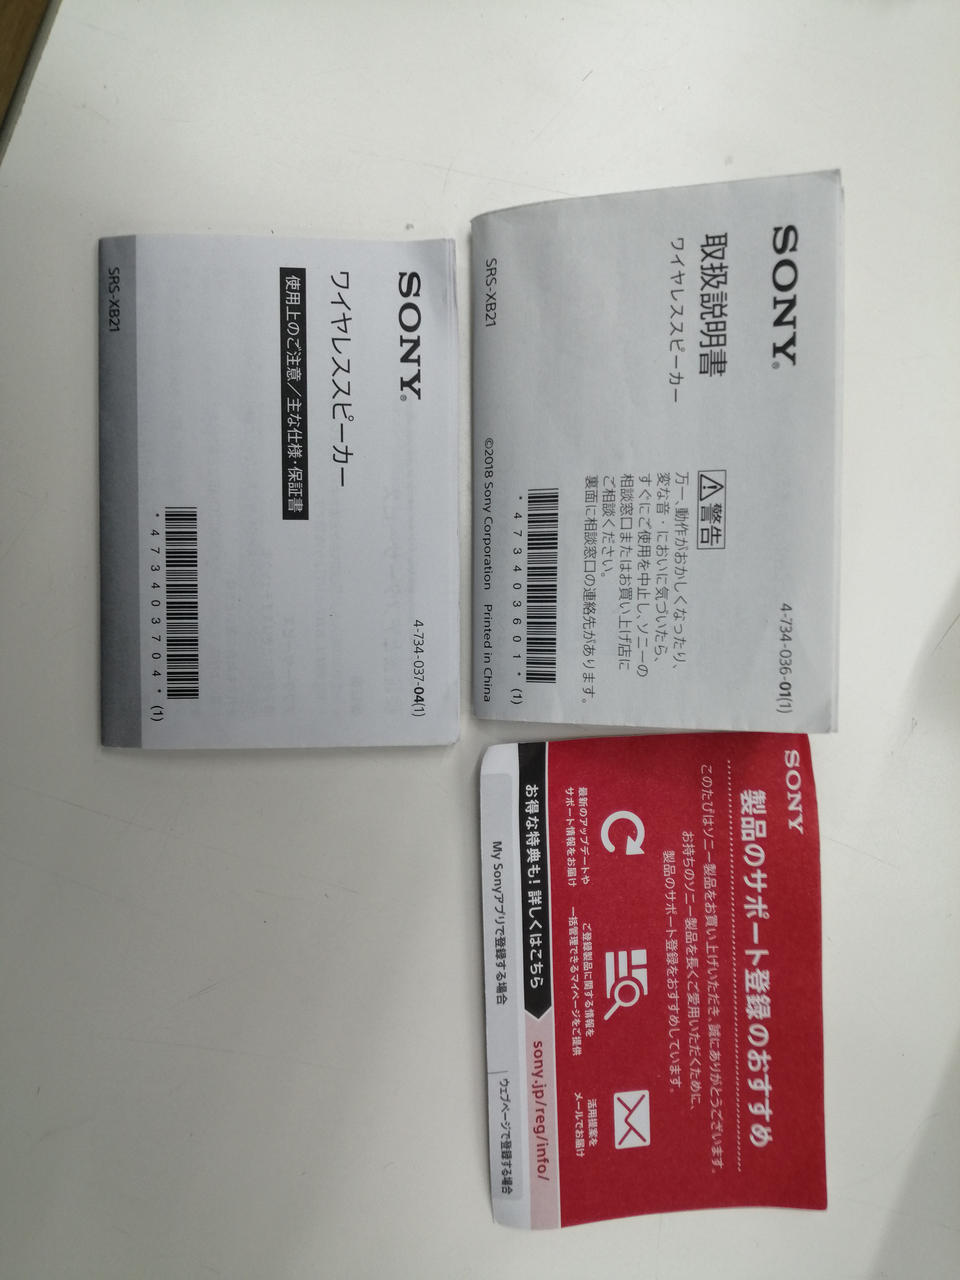 SONY®
4-734-036-01(1)
取扱説明書
ワイヤレススピーカー
警告
万一、動作がおかしくなったり、
変な音・においに気づいたら、
すぐにご使用を中止し、ソニーの
相談窓口またはお買い上げ店に
ご相談ください。
裏面に相談窓口の連絡先があります。
*473403601*(1)
SRS-XB21
©2018 Sony Corporation Printed in China
SONY®
4-734-037-04(1)
ワイヤレススピーカー
使用上のご注意／主な仕様・保証書
*473403704*(1)
SRS-XB21
SONY
製品のサポート登録のおすすめ
このたびはソニー製品をお買い上げいただき、誠にありがとうございます。
お持ちのソニー製品を長くご愛用いただくために、
製品のサポート登録をおすすめしています。
最新のアップデートや
サポート情報をお届け
ご登録製品に関する情報を
一括管理できるマイページをご提供
活用提案を
メールでお届け
お得な特典も！詳しくはこちら
sony.jp/reg/info/
My Sonyアプリで登録する場合
ウェブページで登録する場合